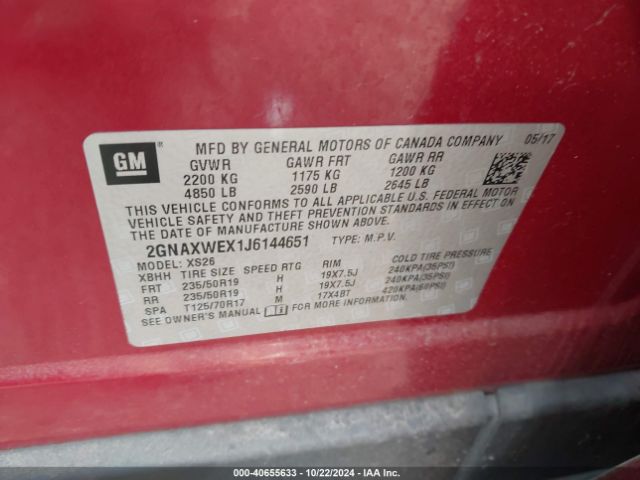 GM
MFD BY GENERAL MOTORS OF CANADA COMPANY 05/17
GVWR GAWR FRT GAWR RR
2200 KG 1175 KG 1200 KG
4850 LB 2590 LB 2645 LB
THIS VEHICLE CONFORMS TO ALL APPLICABLE U.S. FEDERAL MOTOR
VEHICLE SAFETY AND THEFT PREVENTION STANDARDS IN EFFECT ON
THE DATE OF MANUFACTURE SHOWN ABOVE.
2GNAXWEX1J6144651 TYPE: M.P.V.
MODEL: XS26
XBHH TIRE SIZE SPEED RTG RIM COLD TIRE PRESSURE
FRT 235/50R19 H 19X7.5J 240KPA(35PSI)
RR 235/50R19 H 19X7.5J 240KPA(35PSI)
SPA T125/70R17 M 17X4BT 420KPA(60PSI)
SEE OWNER'S MANUAL FOR MORE INFORMATION.
000-40655633 - 10/22/2024 - IAA Inc.